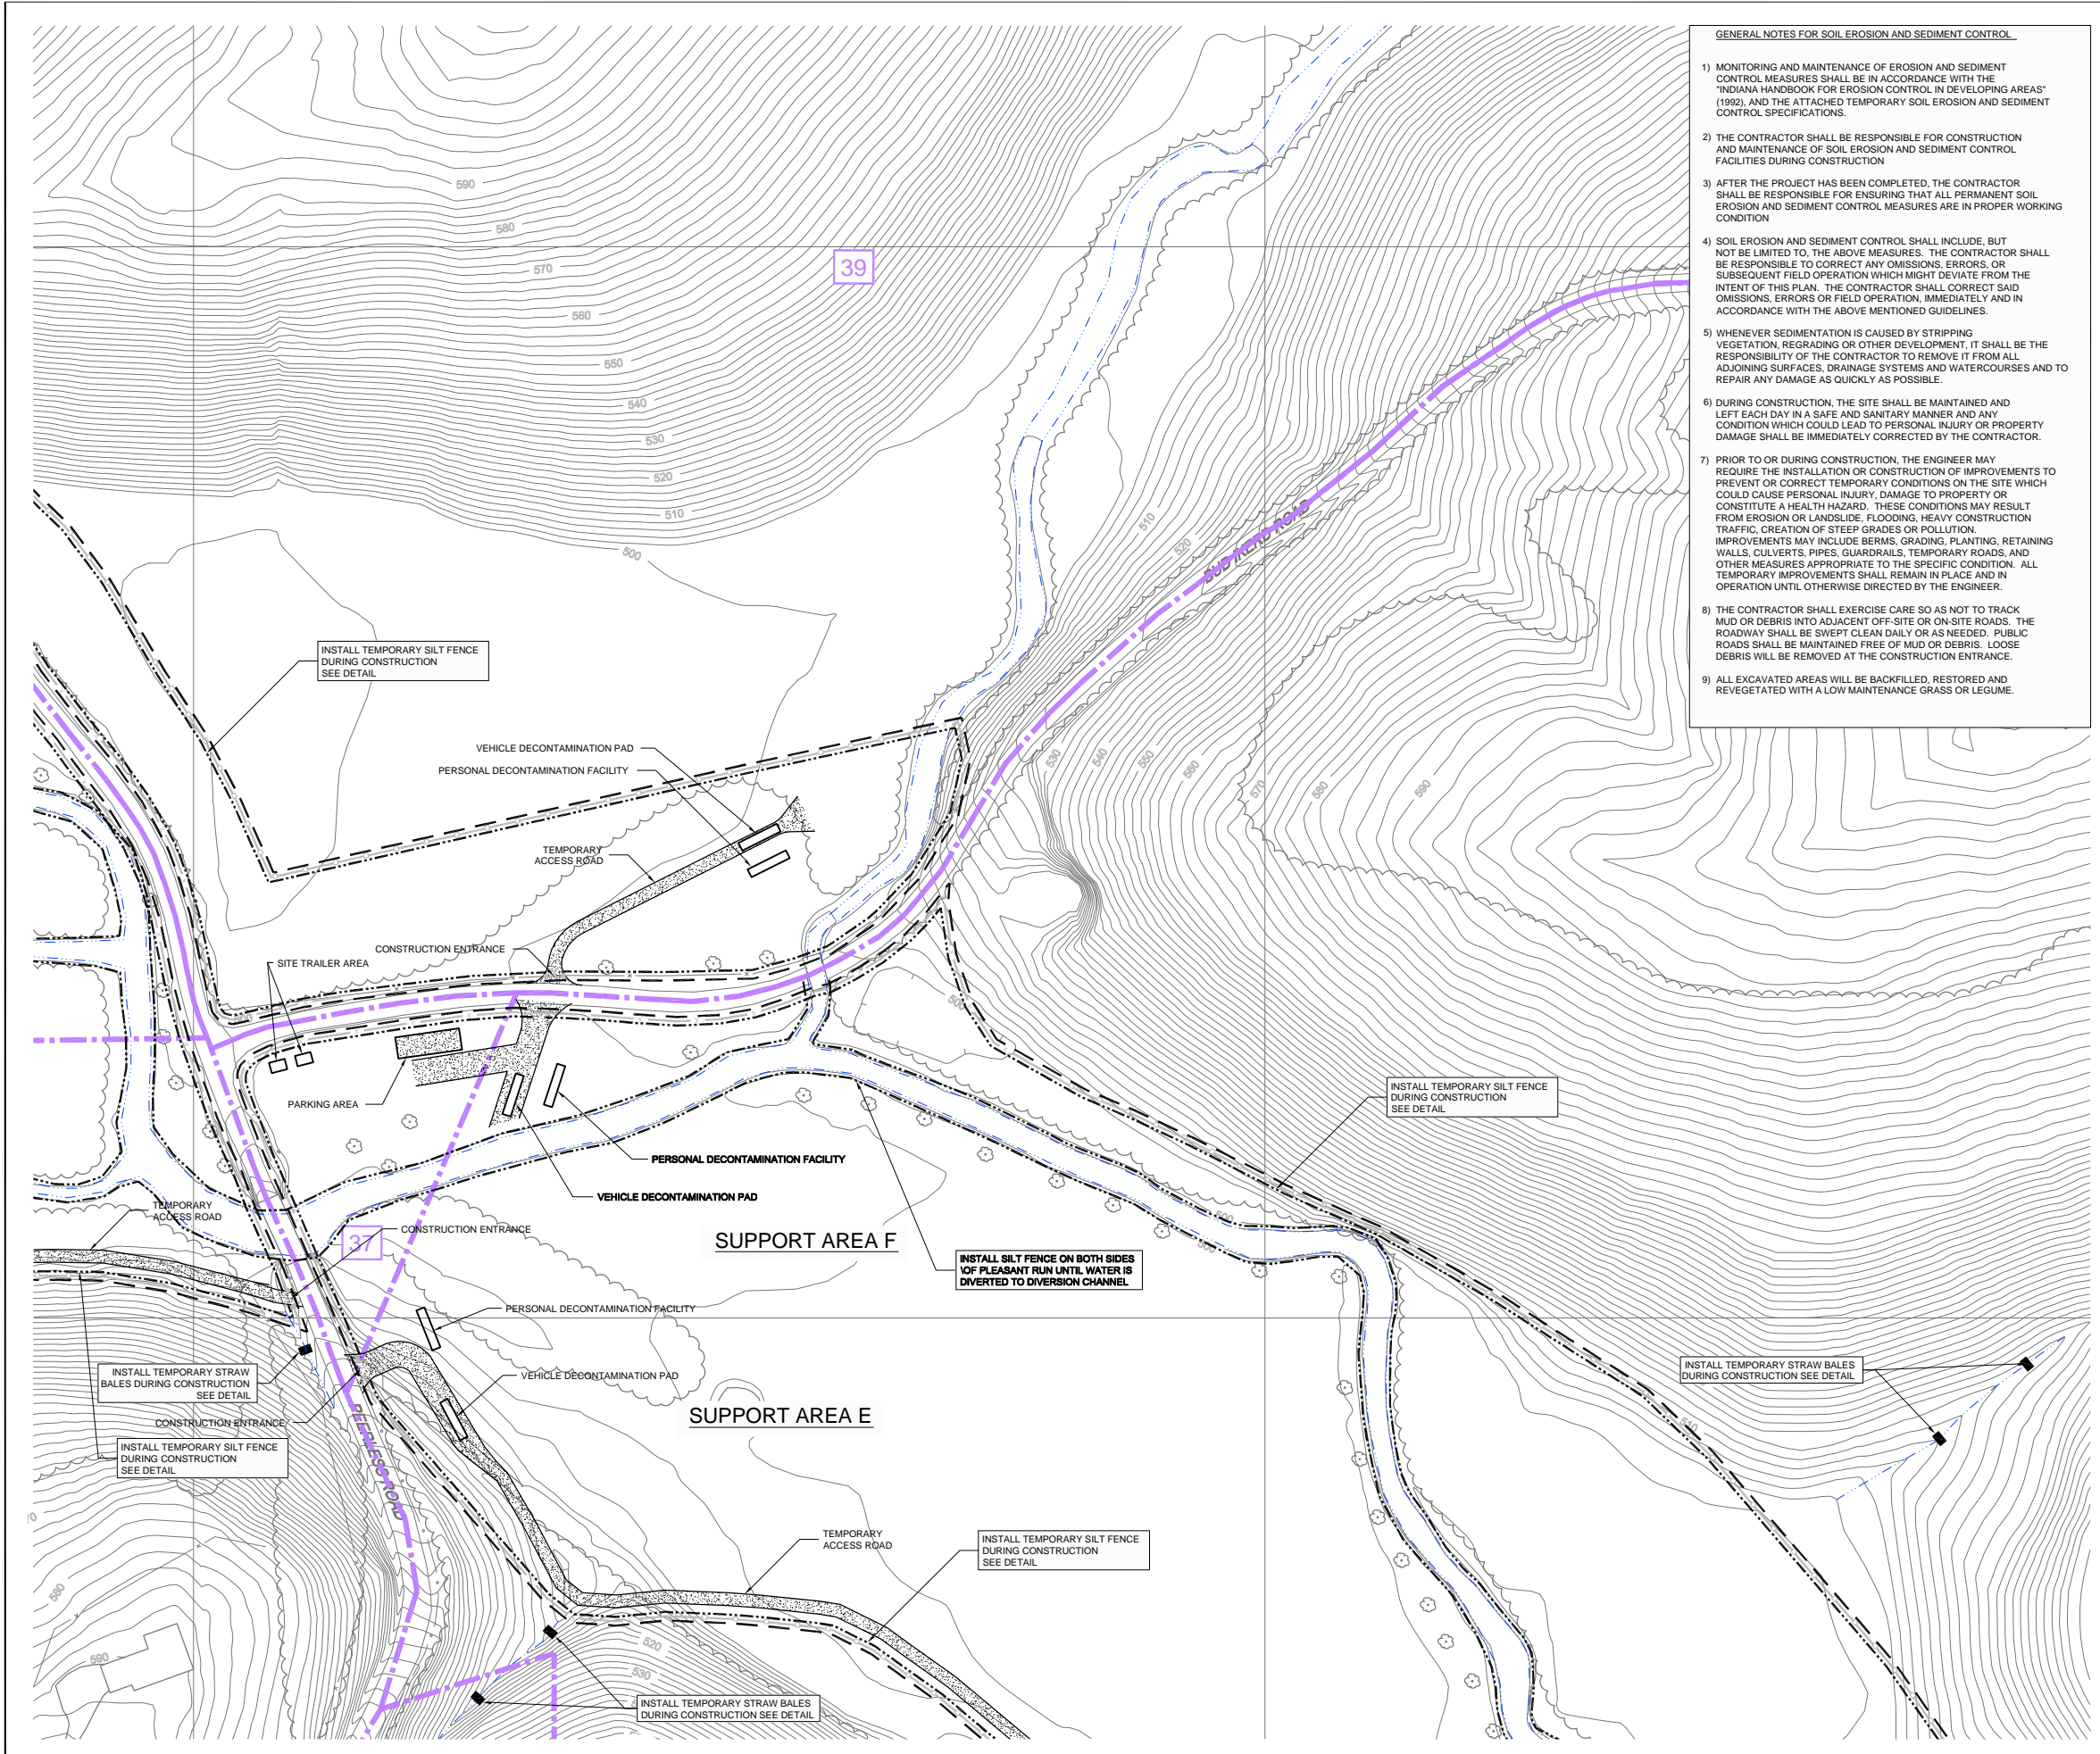 GENERAL NOTES FOR SOIL EROSION AND SEDIMENT CONTROL
1) MONITORING AND MAINTENANCE OF EROSION AND SEDIMENT
CONTROL MEASURES SHALL BE IN ACCORDANCE WITH THE
"INDIANA HANDBOOK FOR EROSION CONTROL IN DEVELOPING AREAS"
(1992), AND THE ATTACHED TEMPORARY SOIL EROSION AND SEDIMENT
CONTROL SPECIFICATIONS.
2) THE CONTRACTOR SHALL BE RESPONSIBLE FOR CONSTRUCTION
AND MAINTENANCE OF SOIL EROSION AND SEDIMENT CONTROL
FACILITIES DURING CONSTRUCTION
3) AFTER THE PROJECT HAS BEEN COMPLETED, THE CONTRACTOR
SHALL BE RESPONSIBLE FOR ENSURING THAT ALL PERMANENT SOIL
EROSION AND SEDIMENT CONTROL MEASURES ARE IN PROPER WORKING
CONDITION
4) SOIL EROSION AND SEDIMENT CONTROL SHALL INCLUDE, BUT
NOT BE LIMITED TO, THE ABOVE MEASURES. THE CONTRACTOR SHALL
BE RESPONSIBLE TO CORRECT ANY OMISSIONS, ERRORS, OR
SUBSEQUENT FIELD OPERATION WHICH MIGHT DEVIATE FROM THE
INTENT OF THIS PLAN. THE CONTRACTOR SHALL CORRECT SAID
OMISSIONS, ERRORS OR FIELD OPERATION, IMMEDIATELY AND IN
ACCORDANCE WITH THE ABOVE MENTIONED GUIDELINES.
5) WHENEVER SEDIMENTATION IS CAUSED BY STRIPPING
VEGETATION, REGRADING OR OTHER DEVELOPMENT, IT SHALL BE THE
RESPONSIBILITY OF THE CONTRACTOR TO REMOVE IT FROM ALL
ADJOINING SURFACES, DRAINAGE SYSTEMS AND WATERCOURSES AND TO
REPAIR ANY DAMAGE AS QUICKLY AS POSSIBLE.
6) DURING CONSTRUCTION, THE SITE SHALL BE MAINTAINED AND
LEFT EACH DAY IN A SAFE AND SANITARY MANNER AND ANY
CONDITION WHICH COULD LEAD TO PERSONAL INJURY OR PROPERTY
DAMAGE SHALL BE IMMEDIATELY CORRECTED BY THE CONTRACTOR.
7) PRIOR TO OR DURING CONSTRUCTION, THE ENGINEER MAY
REQUIRE THE INSTALLATION OR CONSTRUCTION OF IMPROVEMENTS TO
PREVENT OR CORRECT TEMPORARY CONDITIONS ON THE SITE WHICH
COULD CAUSE PERSONAL INJURY, DAMAGE TO PROPERTY OR
CONSTITUTE A HEALTH HAZARD. THESE CONDITIONS MAY RESULT
FROM EROSION OR LANDSLIDE, FLOODING, HEAVY CONSTRUCTION
TRAFFIC, CREATION OF STEEP GRADES OR POLLUTION.
IMPROVEMENTS MAY INCLUDE BERMS, GRADING, PLANTING, RETAINING
WALLS, CULVERTS, PIPES, GUARDRAILS, TEMPORARY ROADS, AND
OTHER MEASURES APPROPRIATE TO THE SPECIFIC CONDITION. ALL
TEMPORARY IMPROVEMENTS SHALL REMAIN IN PLACE AND IN
OPERATION UNTIL OTHERWISE DIRECTED BY THE ENGINEER.
8) THE CONTRACTOR SHALL EXERCISE CARE SO AS NOT TO TRACK
MUD OR DEBRIS INTO ADJACENT OFF-SITE OR ON-SITE ROADS. THE
ROADWAY SHALL BE SWEPT CLEAN DAILY OR AS NEEDED. PUBLIC
ROADS SHALL BE MAINTAINED FREE OF MUD OR DEBRIS. LOOSE
DEBRIS WILL BE REMOVED AT THE CONSTRUCTION ENTRANCE.
9) ALL EXCAVATED AREAS WILL BE BACKFILLED, RESTORED AND
REVEGETATED WITH A LOW MAINTENANCE GRASS OR LEGUME.
590
580
570
560
550
540
530
520
510
500
39
510
520
BUD IKERD ROAD
530
540
550
560
570
580
590
INSTALL TEMPORARY SILT FENCE
DURING CONSTRUCTION
SEE DETAIL
VEHICLE DECONTAMINATION PAD
PERSONAL DECONTAMINATION FACILITY
TEMPORARY
ACCESS ROAD
CONSTRUCTION ENTRANCE
SITE TRAILER AREA
PARKING AREA
500
INSTALL TEMPORARY SILT FENCE
DURING CONSTRUCTION
SEE DETAIL
PERSONAL DECONTAMINATION FACILITY
VEHICLE DECONTAMINATION PAD
TEMPORARY
ACCESS ROAD
CONSTRUCTION ENTRANCE
37
SUPPORT AREA F
500
500
INSTALL SILT FENCE ON BOTH SIDES
\OF PLEASANT RUN UNTIL WATER IS
DIVERTED TO DIVERSION CHANNEL
PERSONAL DECONTAMINATION FACILITY
INSTALL TEMPORARY STRAW
BALES DURING CONSTRUCTION
SEE DETAIL
VEHICLE DECONTAMINATION PAD
INSTALL TEMPORARY STRAW BALES
DURING CONSTRUCTION SEE DETAIL
CONSTRUCTION ENTRANCE
SUPPORT AREA E
510
PEERLESS ROAD
INSTALL TEMPORARY SILT FENCE
DURING CONSTRUCTION
SEE DETAIL
TEMPORARY
ACCESS ROAD
INSTALL TEMPORARY SILT FENCE
DURING CONSTRUCTION
SEE DETAIL
580
590
520
530
INSTALL TEMPORARY STRAW BALES
DURING CONSTRUCTION SEE DETAIL